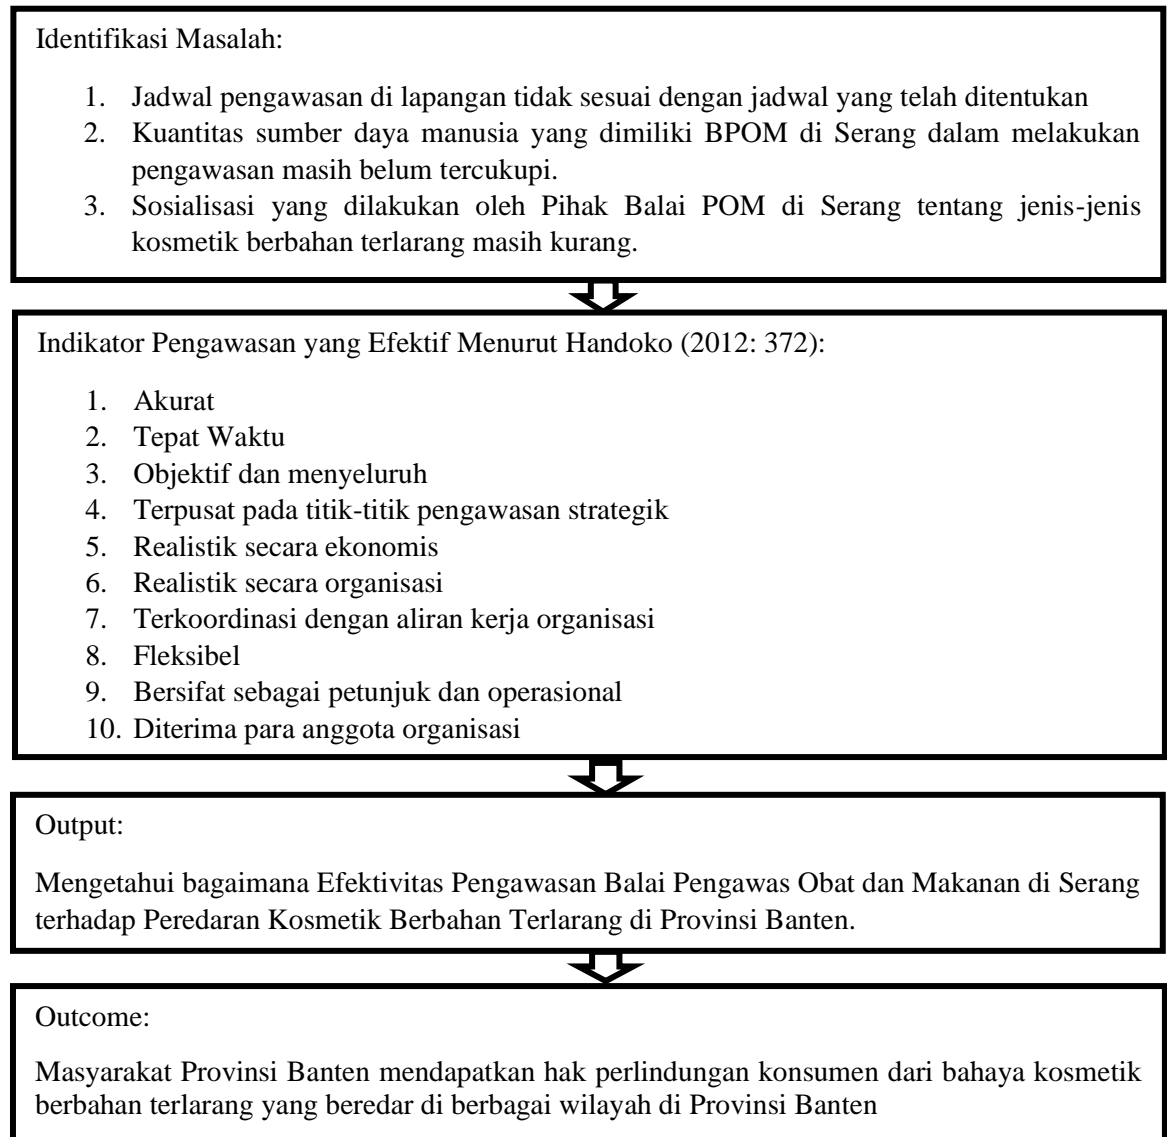 Identifikasi Masalah:
1. Jadwal pengawasan di lapangan tidak sesuai dengan jadwal yang telah ditentukan
2. Kuantitas sumber daya manusia yang dimiliki BPOM di Serang dalam melakukan
pengawasan masih belum tercukupi.
3. Sosialisasi yang dilakukan oleh Pihak Balai POM di Serang tentang jenis-jenis
kosmetik berbahan terlarang masih kurang.
Indikator Pengawasan yang Efektif Menurut Handoko (2012: 372):
1. Akurat
2. Tepat Waktu
3. Objektif dan menyeluruh
4. Terpusat pada titik-titik pengawasan strategik
5. Realistik secara ekonomis
6. Realistik secara organisasi
7. Terkoordinasi dengan aliran kerja organisasi
8. Fleksibel
9. Bersifat sebagai petunjuk dan operasional
10. Diterima para anggota organisasi
Output:
Mengetahui bagaimana Efektivitas Pengawasan Balai Pengawas Obat dan Makanan di Serang
terhadap Peredaran Kosmetik Berbahan Terlarang di Provinsi Banten.
Outcome:
Masyarakat Provinsi Banten mendapatkan hak perlindungan konsumen dari bahaya kosmetik
berbahan terlarang yang beredar di berbagai wilayah di Provinsi Banten